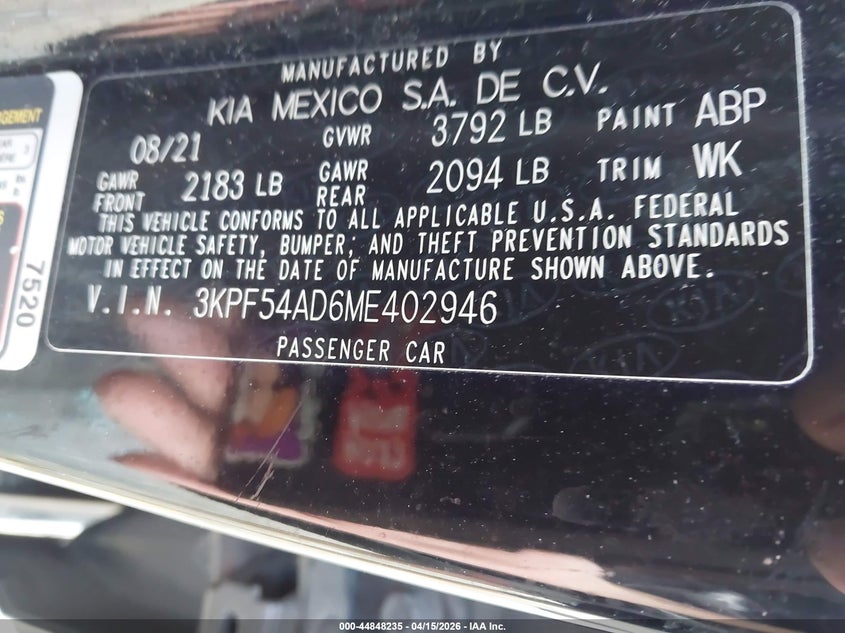 MANUFACTURED BY
KIA MEXICO S.A. DE C.V.
08/21 GVWR 3792 LB PAINT ABP
GAWR FRONT 2183 LB GAWR REAR 2094 LB TRIM WK
THIS VEHICLE CONFORMS TO ALL APPLICABLE U.S.A. FEDERAL
MOTOR VEHICLE SAFETY, BUMPER, AND THEFT PREVENTION STANDARDS
IN EFFECT ON THE DATE OF MANUFACTURE SHOWN ABOVE.
V.I.N. 3KPF54AD6ME402946
PASSENGER CAR
7520
KIA
KIA
000-44848235 - 04/15/2026 - IAA Inc.